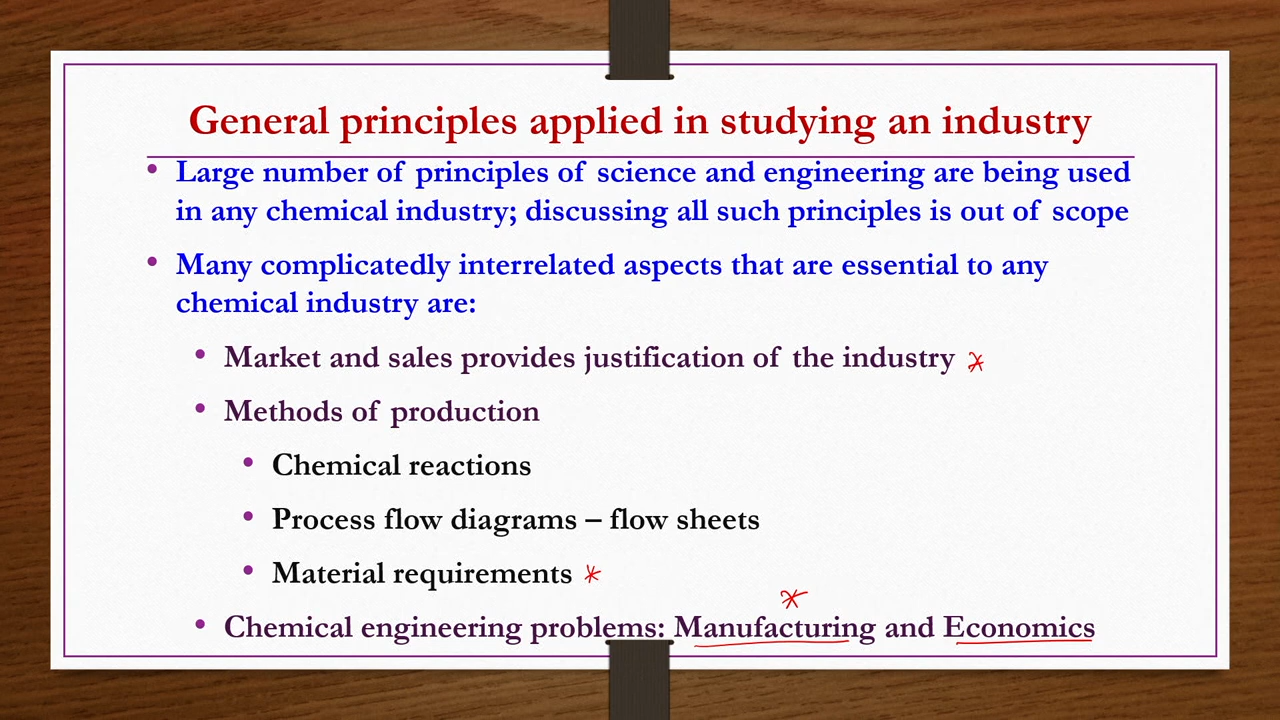 General principles applied in studying an industry
• Large number of principles of science and engineering are being used
in any chemical industry; discussing all such principles is out of scope
• Many complicatedly interrelated aspects that are essential to any
chemical industry are:
• Market and sales provides justification of the industry
• Methods of production
• Chemical reactions
• Process flow diagrams – flow sheets
• Material requirements
• Chemical engineering problems: Manufacturing and Economics